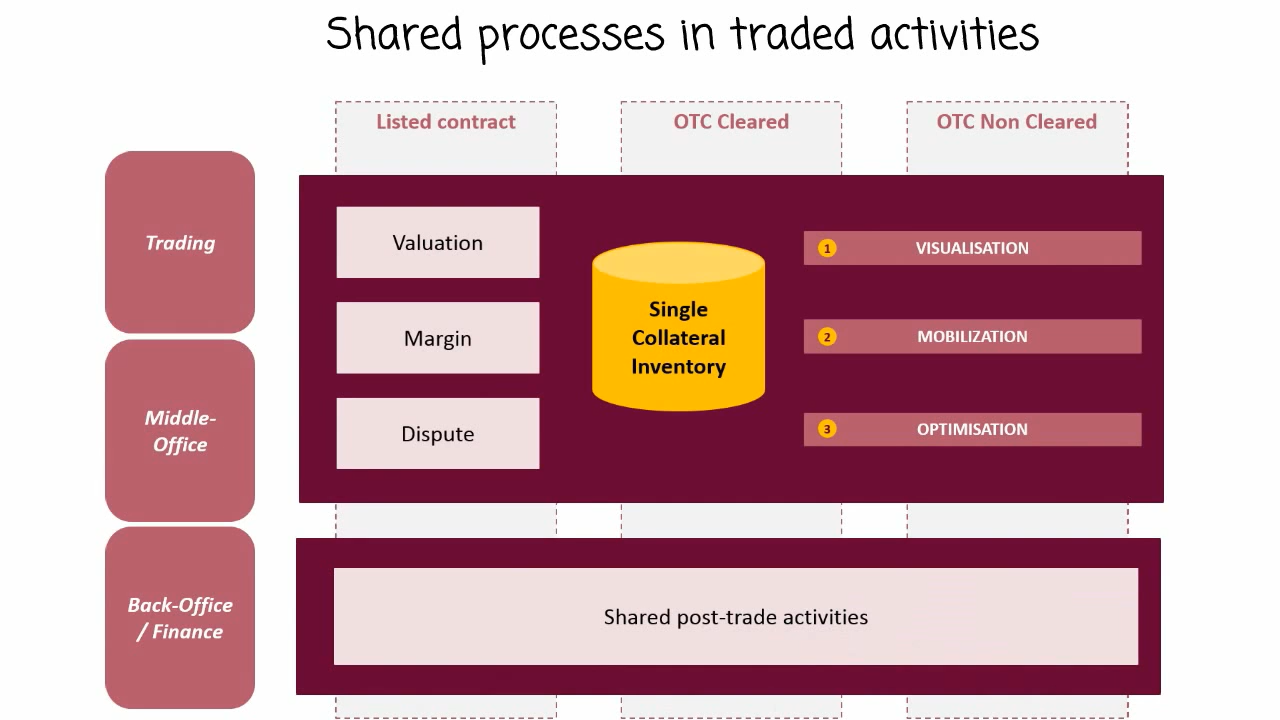 Shared processes in traded activities
Listed contract
OTC Cleared
OTC Non Cleared
Trading
Middle-
Office
Back-Office
/ Finance
Valuation
Margin
Dispute
Single
Collateral
Inventory
1 VISUALISATION
2 MOBILIZATION
3 OPTIMISATION
Shared post-trade activities